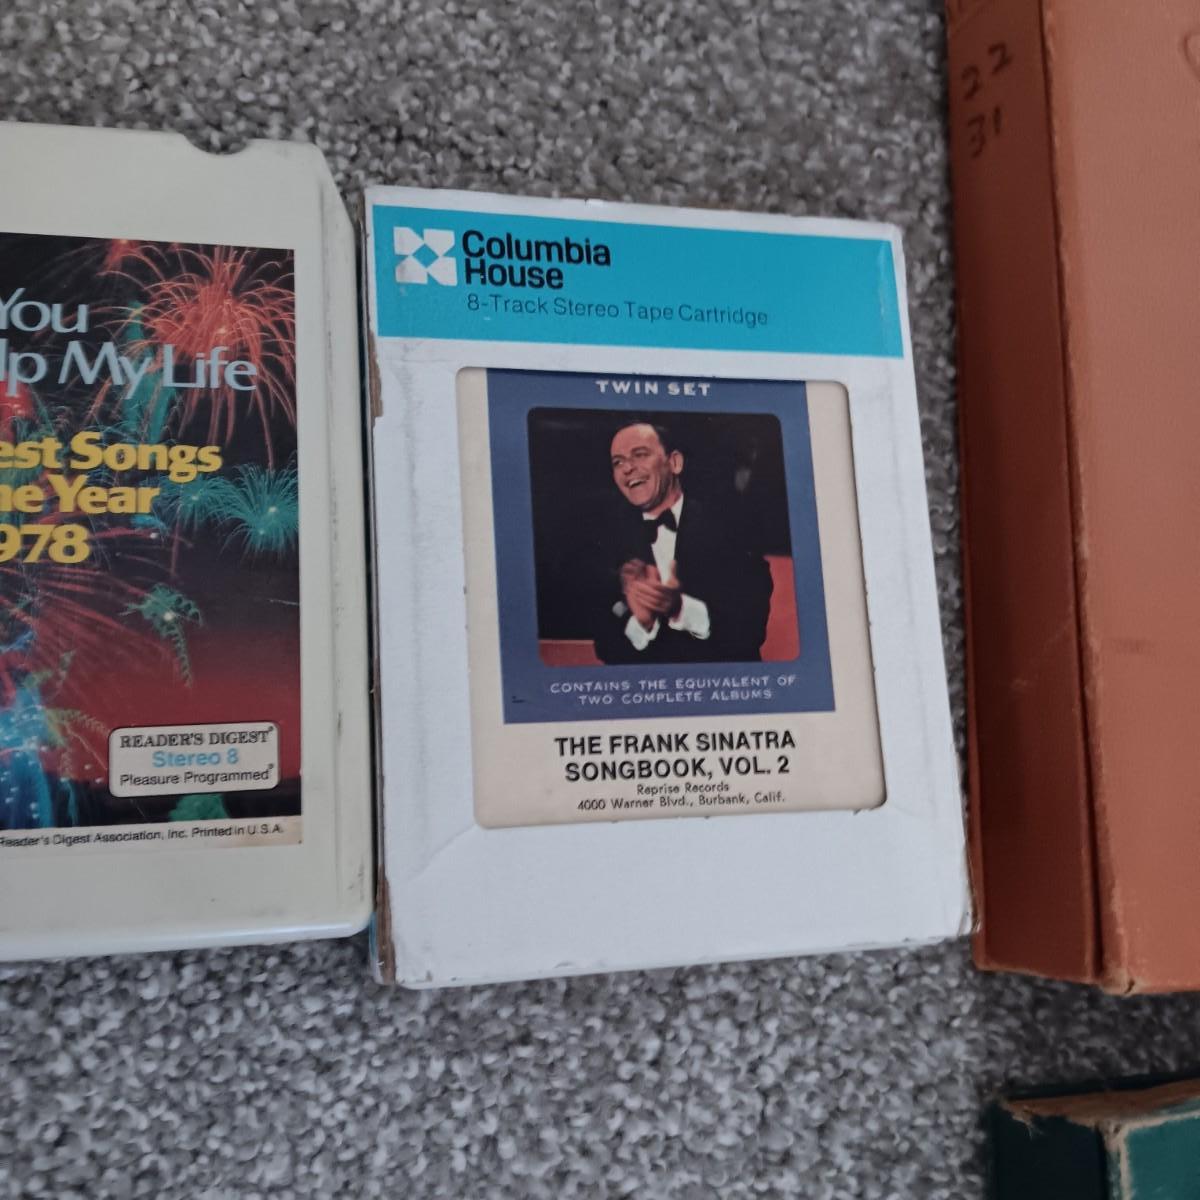 You
lp My Life
est Songs
he Year
978
READER'S DIGEST®
Stereo 8
Pleasure Programmed®
Reader's Digest Association, Inc. Printed in U.S.A.
Columbia
House
8-Track Stereo Tape Cartridge
TWIN SET
CONTAINS THE EQUIVALENT OF
TWO COMPLETE ALBUMS
THE FRANK SINATRA
SONGBOOK, VOL. 2
Reprise Records
4000 Warner Blvd., Burbank, Calif.
22
31